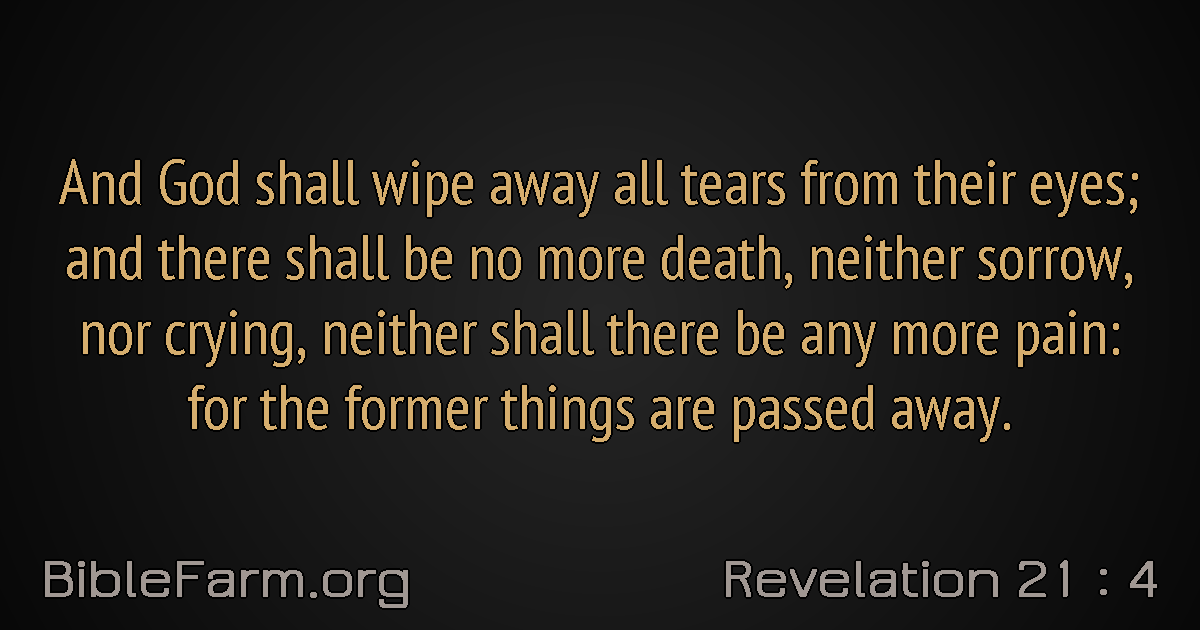 And God shall wipe away all tears from their eyes;
and there shall be no more death, neither sorrow,
nor crying, neither shall there be any more pain:
for the former things are passed away.
BibleFarm.org
Revelation 21 : 4